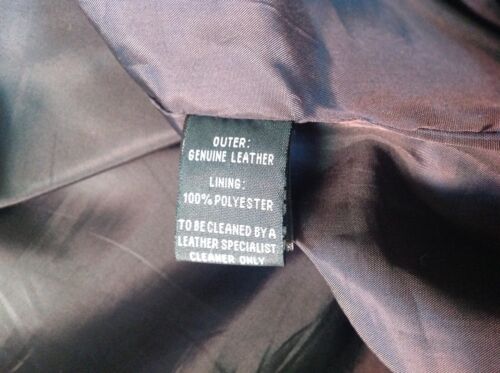 OUTER:
GENUINE LEATHER
LINING:
100% POLYESTER
TO BE CLEANED BY A
LEATHER SPECIALIST
CLEANER ONLY